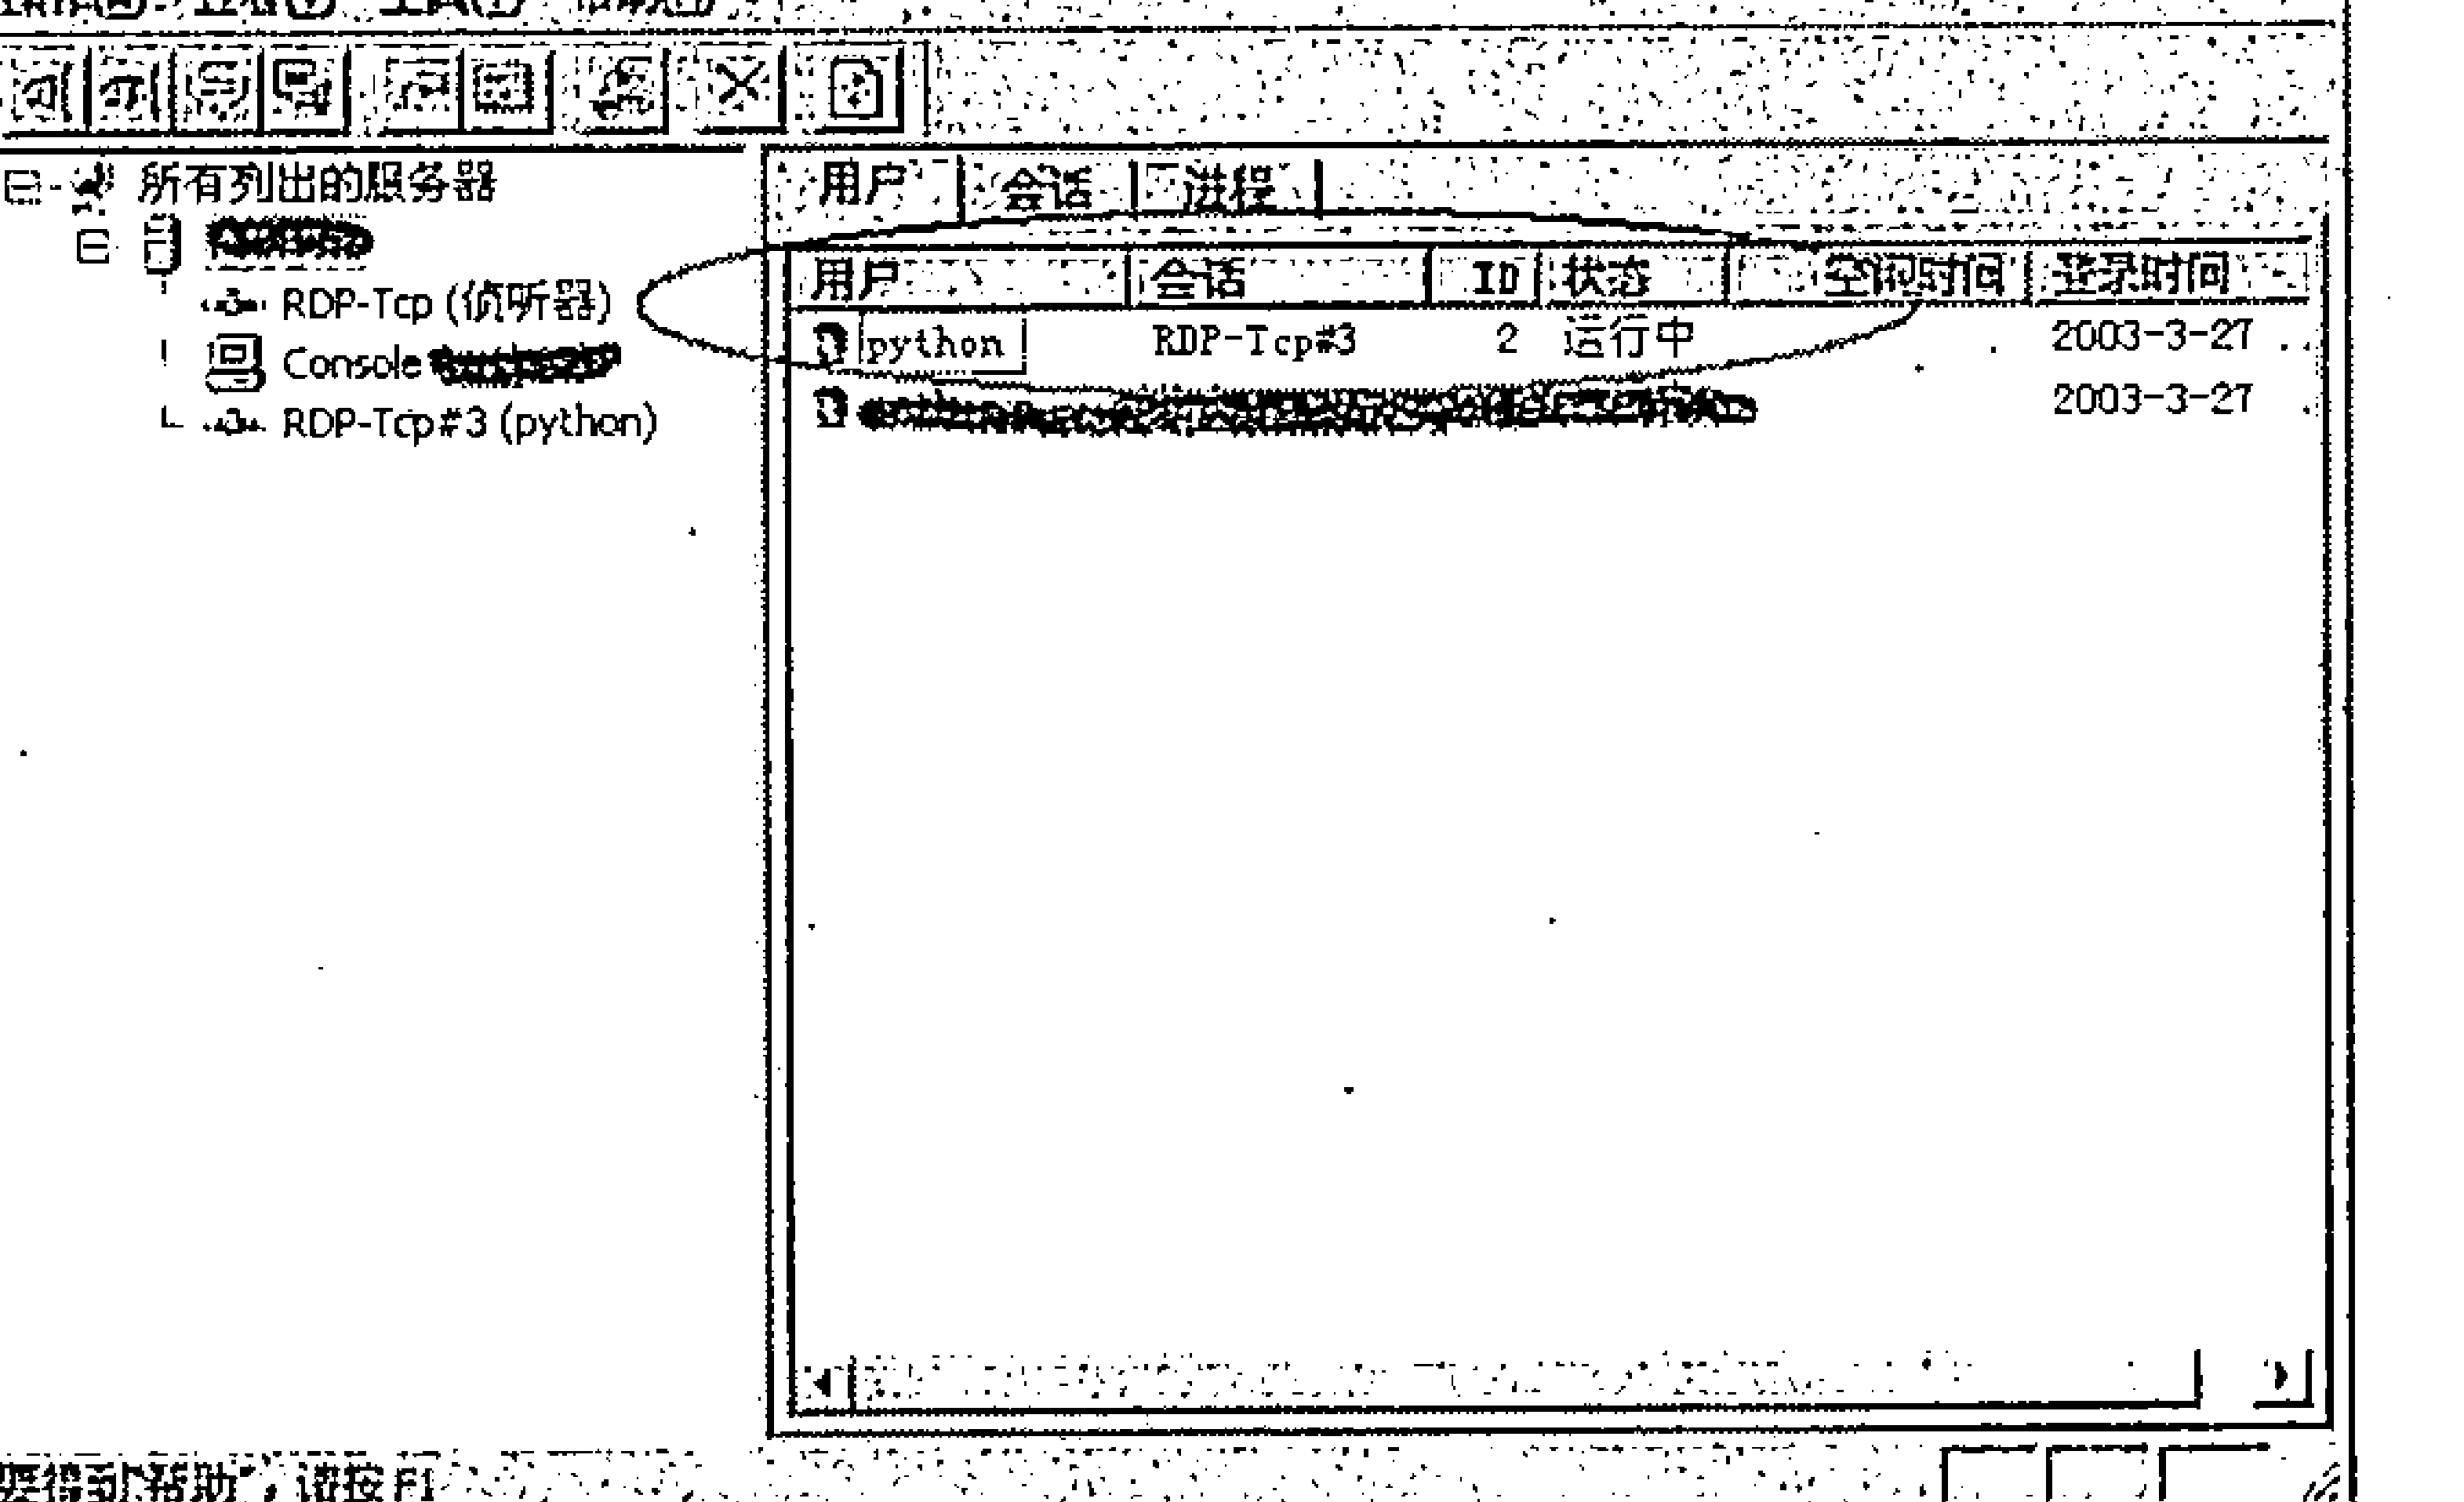 所有列出的服务器
RDP-Tcp (侦听器)
Console
RDP-Tcp#3 (python)
用户 会话 进程
用户 会话 ID 状态 空闲时间 登录时间
python RDP-Tcp#3 2 运行中 2003-3-27
2003-3-27
要得到帮助，请按 F1